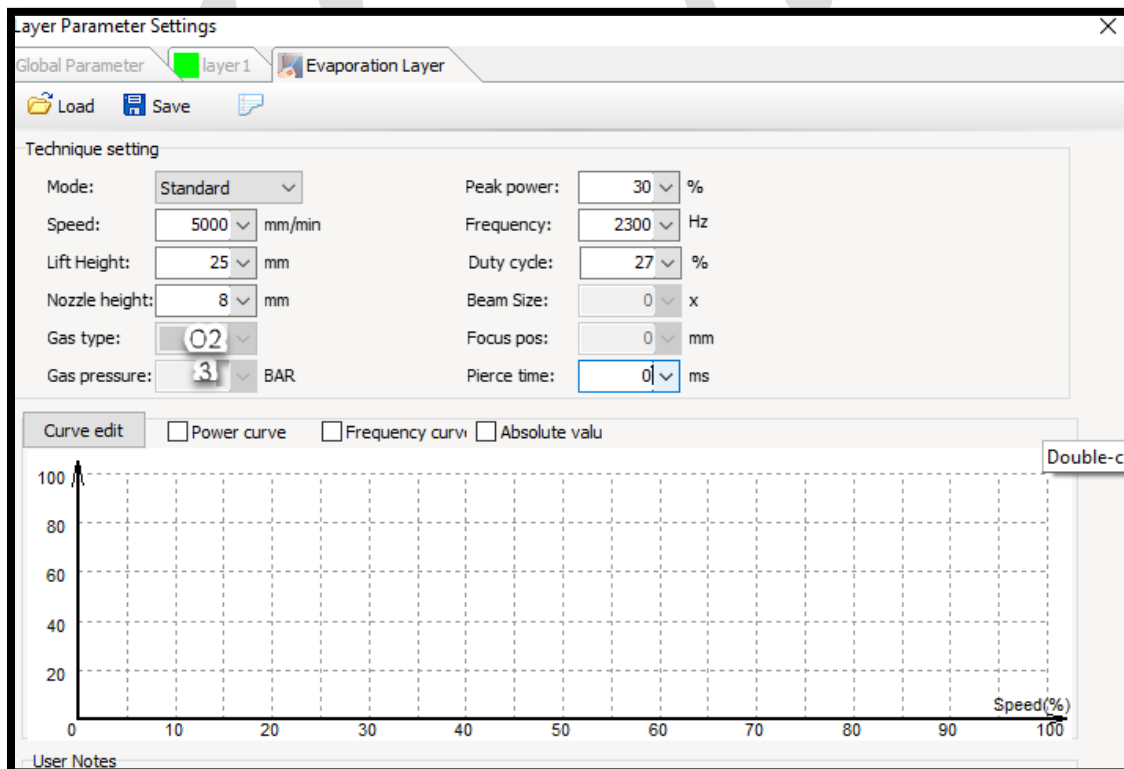 Layer Parameter Settings
Global Parameter layer1 Evaporation Layer
Load Save
Technique setting
Mode: Standard Peak power: 30 %
Speed: 5000 mm/min Frequency: 2300 Hz
Lift Height: 25 mm Duty cycle: 27 %
Nozzle height: 8 mm Beam Size: 0 x
Gas type: O2 Focus pos: 0 mm
Gas pressure: 3 BAR Pierce time: 0 ms
Curve edit Power curve Frequency curv Absolute valu
Double-c
100
80
60
40
20
Speed(%)
0 10 20 30 40 50 60 70 80 90 100
User Notes